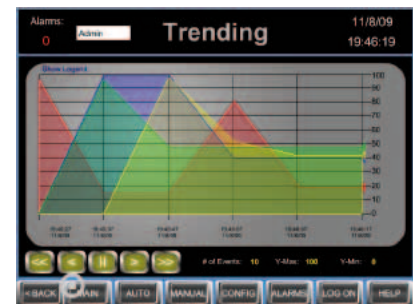 Alarms:
0
Admin
Trending
11/8/09
19:46:19
Show Legend
100
90
80
70
60
50
40
30
20
10
0
<<
<
II
>
>>
# of Events: 10 Y-Max: 100 Y-Min: 0
< BACK
MAIN
AUTO
MANUAL
CONFIG
ALARMS
LOG ON
HELP